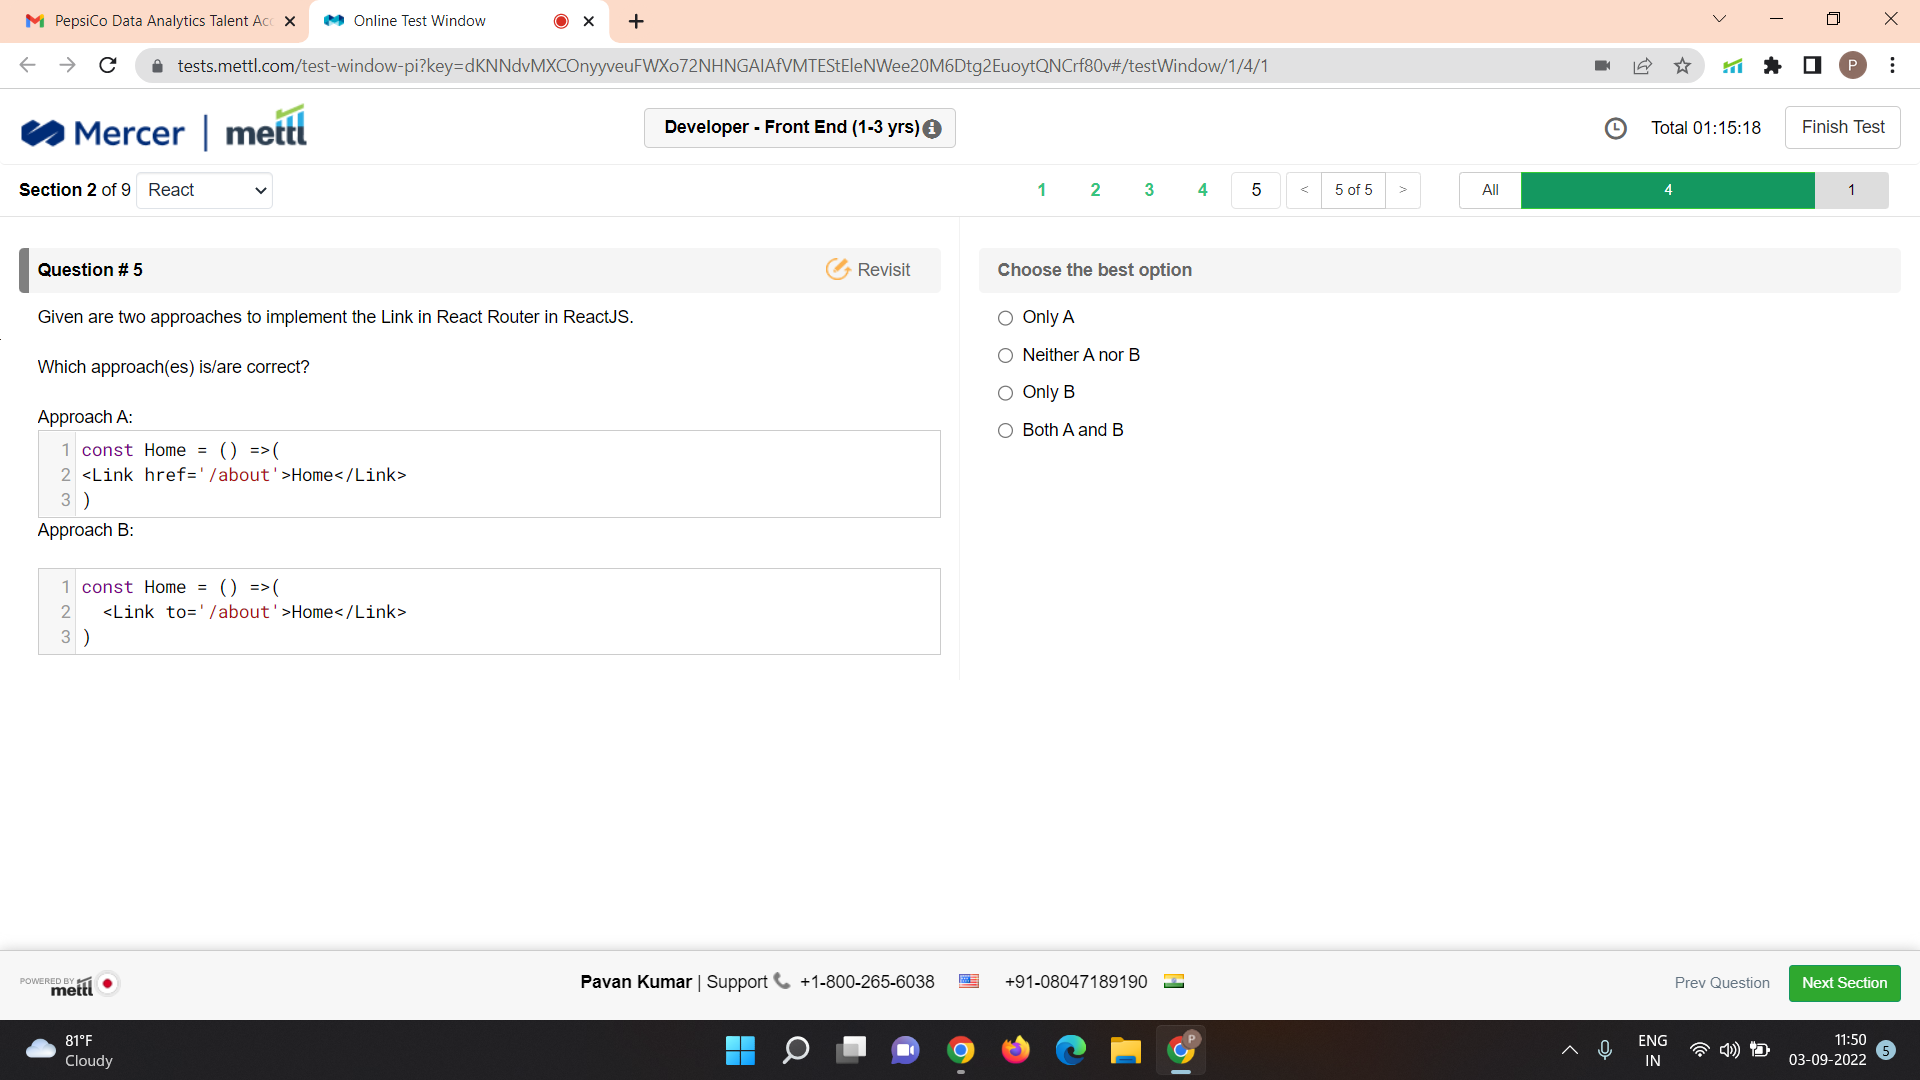 PepsiCo Data Analytics Talent Acc
Online Test Window
tests.mettl.com/test-window-pi?key=dKNNdvMXCOnyyveuFWXo72NHNGAIAfVMTEStEleNWee20M6Dtg2EuoytQNCrf80v#/testWindow/1/4/1
P
Mercer | mettl
Developer - Front End (1-3 yrs)
Total 01:15:18
Finish Test
Section 2 of 9 React
1 2 3 4 5 < 5 of 5 > All 4 1
Question # 5
Revisit
Given are two approaches to implement the Link in React Router in ReactJS.
Which approach(es) is/are correct?
Approach A:
1 const Home = () =>(
2 <Link href='/about'>Home</Link>
3 )
Approach B:
1 const Home = () =>(
2 <Link to='/about'>Home</Link>
3 )
Choose the best option
Only A
Neither A nor B
Only B
Both A and B
POWERED BY
mettl
Pavan Kumar | Support +1-800-265-6038 +91-08047189190
Prev Question
Next Section
81°F
Cloudy
P
ENG
IN
11:50
03-09-2022
5